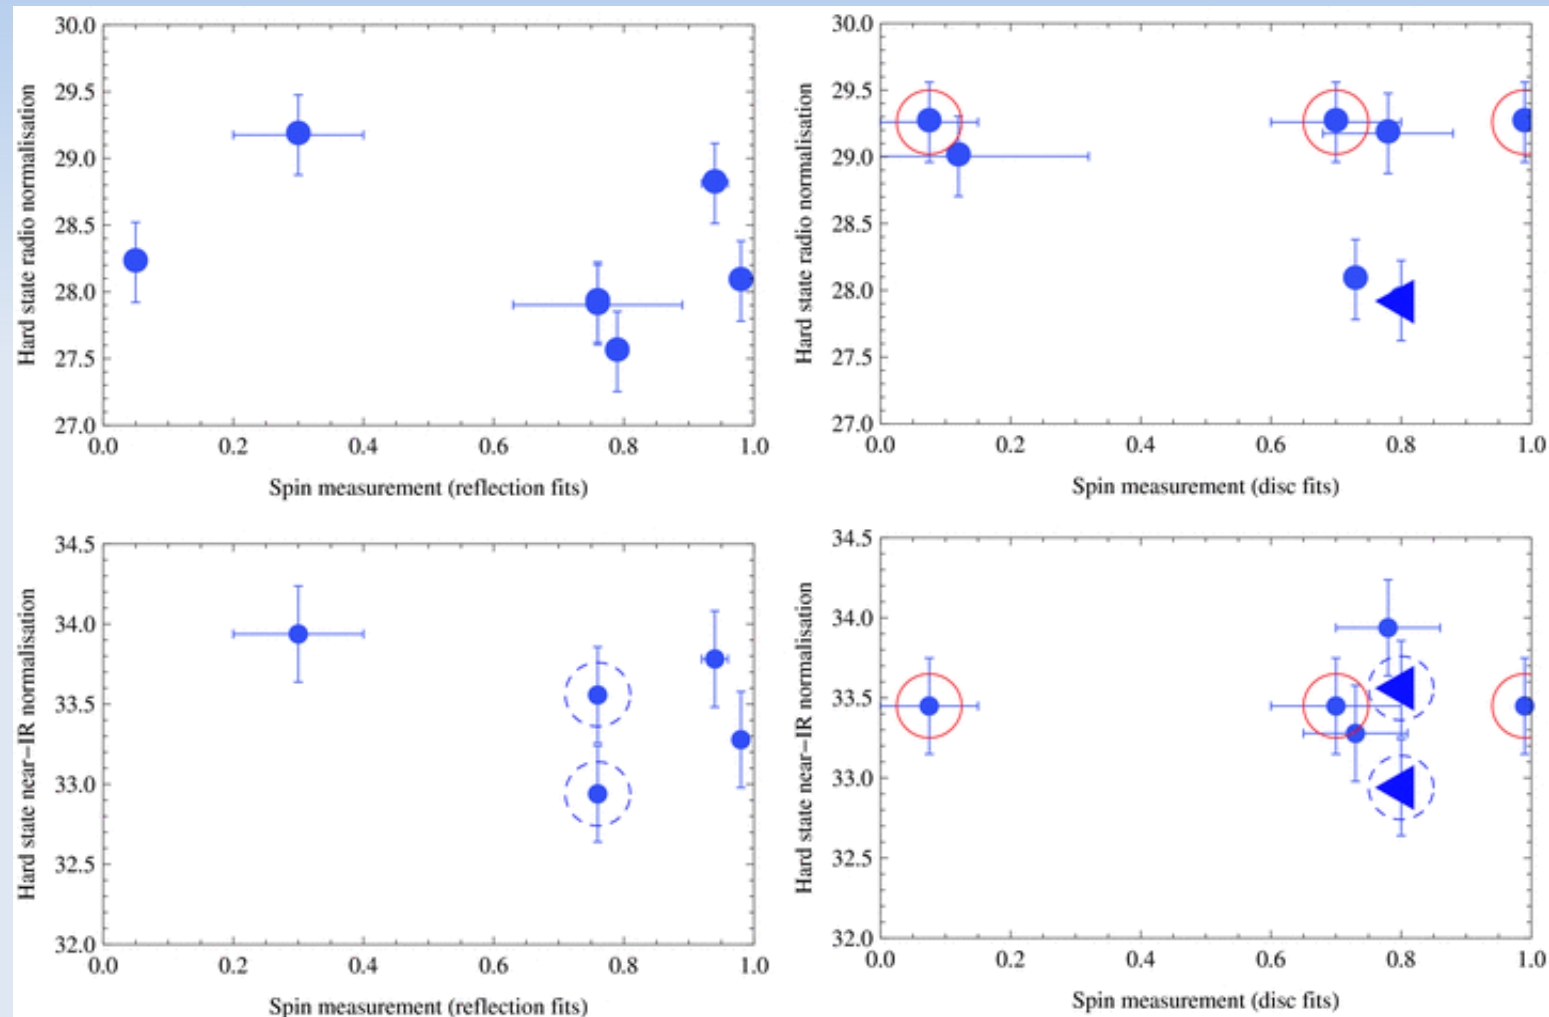 30.0
29.5
29.0
28.5
28.0
27.5
27.0
0.0 0.2 0.4 0.6 0.8 1.0
Hard state radio normalisation
Spin measurement (reflection fits)
30.0
29.5
29.0
28.5
28.0
27.5
27.0
0.0 0.2 0.4 0.6 0.8 1.0
Hard state radio normalisation
Spin measurement (disc fits)
34.5
34.0
33.5
33.0
32.5
32.0
0.0 0.2 0.4 0.6 0.8 1.0
Hard state near−IR normalisation
Spin measurement (reflection fits)
34.5
34.0
33.5
33.0
32.5
32.0
0.0 0.2 0.4 0.6 0.8 1.0
Hard state near−IR normalisation
Spin measurement (disc fits)